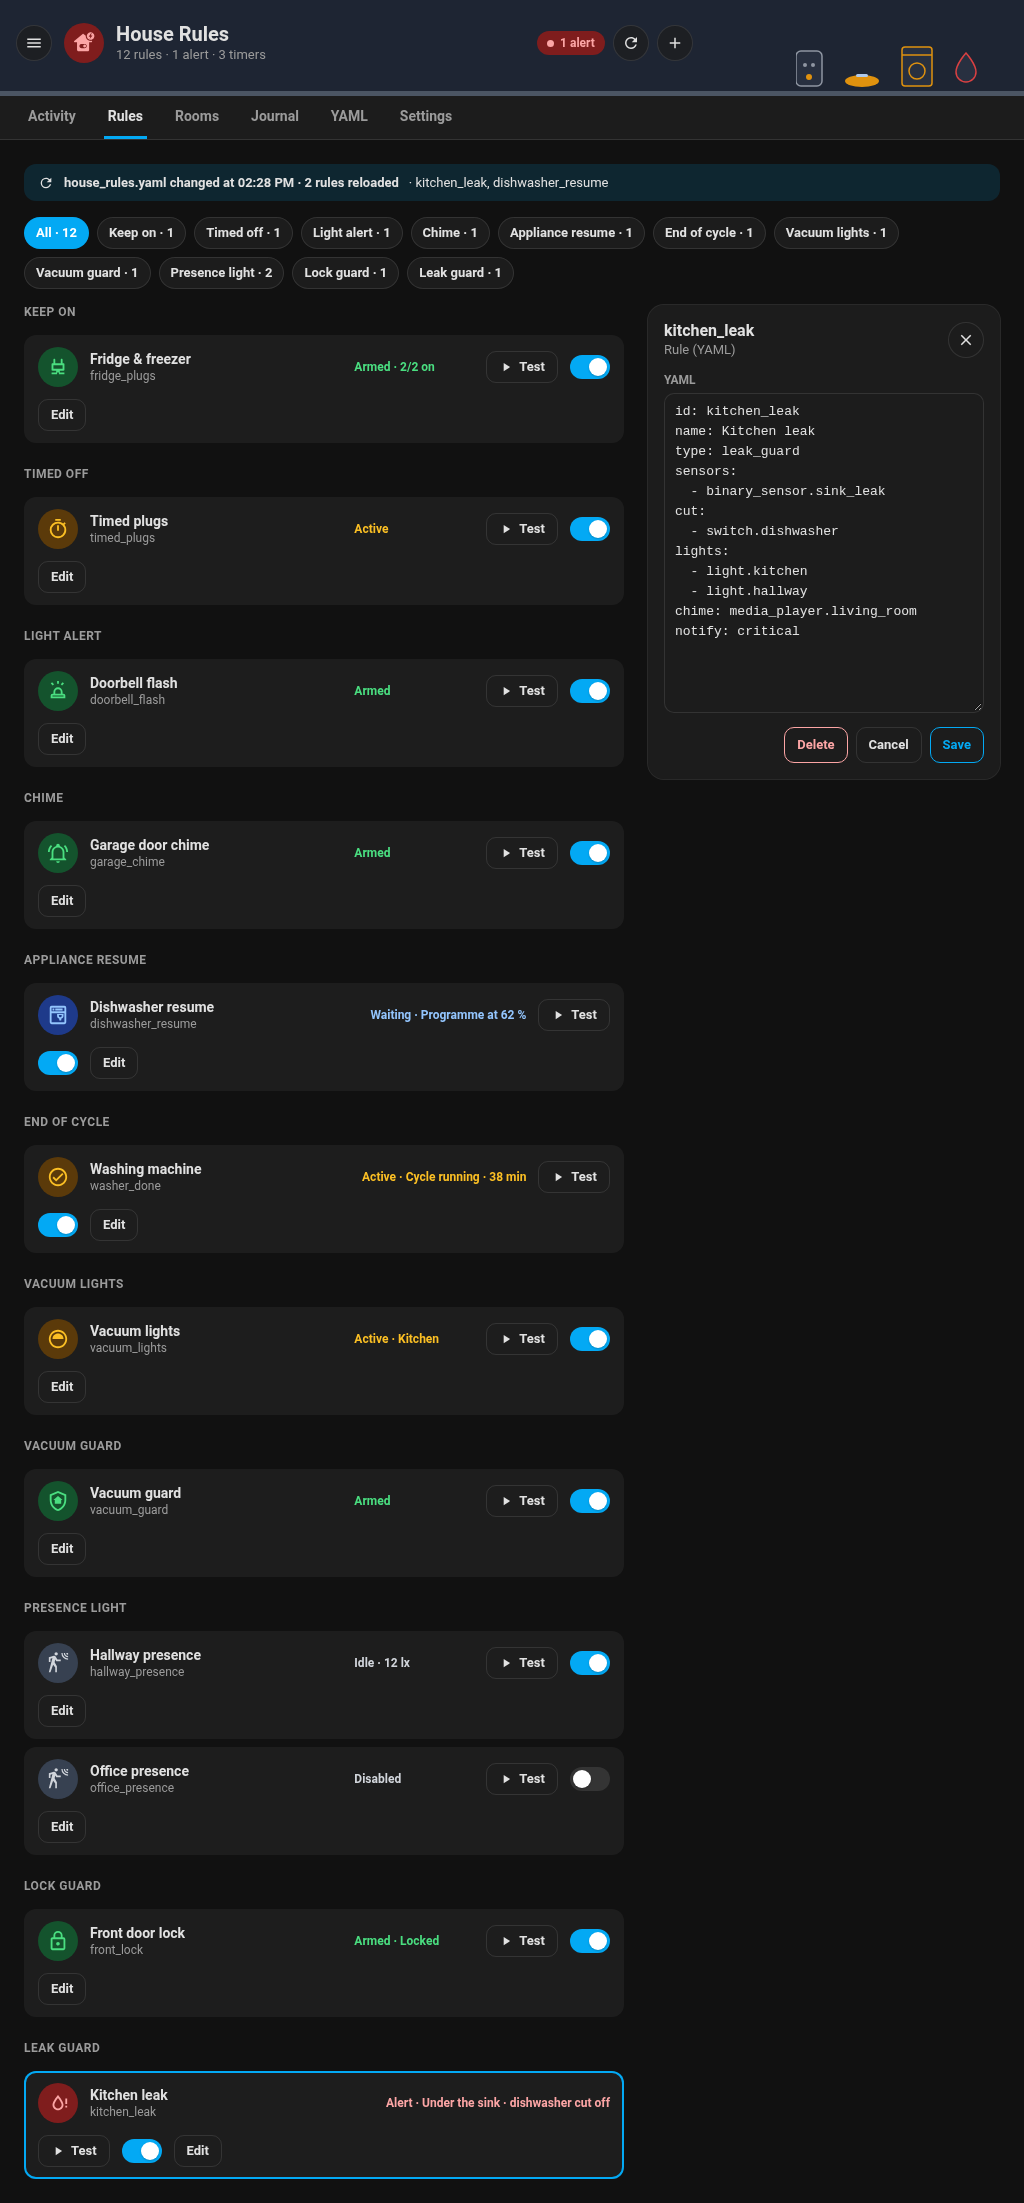 House Rules
12 rules · 1 alert · 3 timers
1 alert
Activity
Rules
Rooms
Journal
YAML
Settings
house_rules.yaml changed at 02:28 PM · 2 rules reloaded · kitchen_leak, dishwasher_resume
All · 12
Keep on · 1
Timed off · 1
Light alert · 1
Chime · 1
Appliance resume · 1
End of cycle · 1
Vacuum lights · 1
Vacuum guard · 1
Presence light · 2
Lock guard · 1
Leak guard · 1
KEEP ON
Fridge & freezer
fridge_plugs
Armed · 2/2 on
Test
Edit
TIMED OFF
Timed plugs
timed_plugs
Active
Test
Edit
LIGHT ALERT
Doorbell flash
doorbell_flash
Armed
Test
Edit
CHIME
Garage door chime
garage_chime
Armed
Test
Edit
APPLIANCE RESUME
Dishwasher resume
dishwasher_resume
Waiting · Programme at 62 %
Test
Edit
END OF CYCLE
Washing machine
washer_done
Active · Cycle running · 38 min
Test
Edit
VACUUM LIGHTS
Vacuum lights
vacuum_lights
Active · Kitchen
Test
Edit
VACUUM GUARD
Vacuum guard
vacuum_guard
Armed
Test
Edit
PRESENCE LIGHT
Hallway presence
hallway_presence
Idle · 12 lx
Test
Edit
Office presence
office_presence
Disabled
Test
Edit
LOCK GUARD
Front door lock
front_lock
Armed · Locked
Test
Edit
LEAK GUARD
Kitchen leak
kitchen_leak
Alert · Under the sink · dishwasher cut off
Test
Edit
kitchen_leak
Rule (YAML)
YAML
id: kitchen_leak
name: Kitchen leak
type: leak_guard
sensors:
  - binary_sensor.sink_leak
cut:
  - switch.dishwasher
lights:
  - light.kitchen
  - light.hallway
chime: media_player.living_room
notify: critical
Delete
Cancel
Save